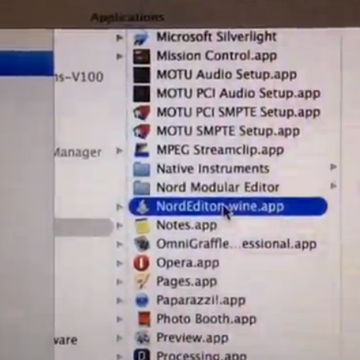 Applications
Microsoft Silverlight
Mission Control.app
MOTU Audio Setup.app
ns-V100
MOTU PCI Audio Setup.app
MOTU PCI SMPTE Setup.app
MOTU SMPTE Setup.app
Manager
MPEG Streamclip.app
Native Instruments
Nord Modular Editor
NordEditor-wine.app
Notes.app
OmniGraffle...essional.app
Opera.app
Pages.app
Paparazzi!.app
Photo Booth.app
ware
Preview.app
Processing.app